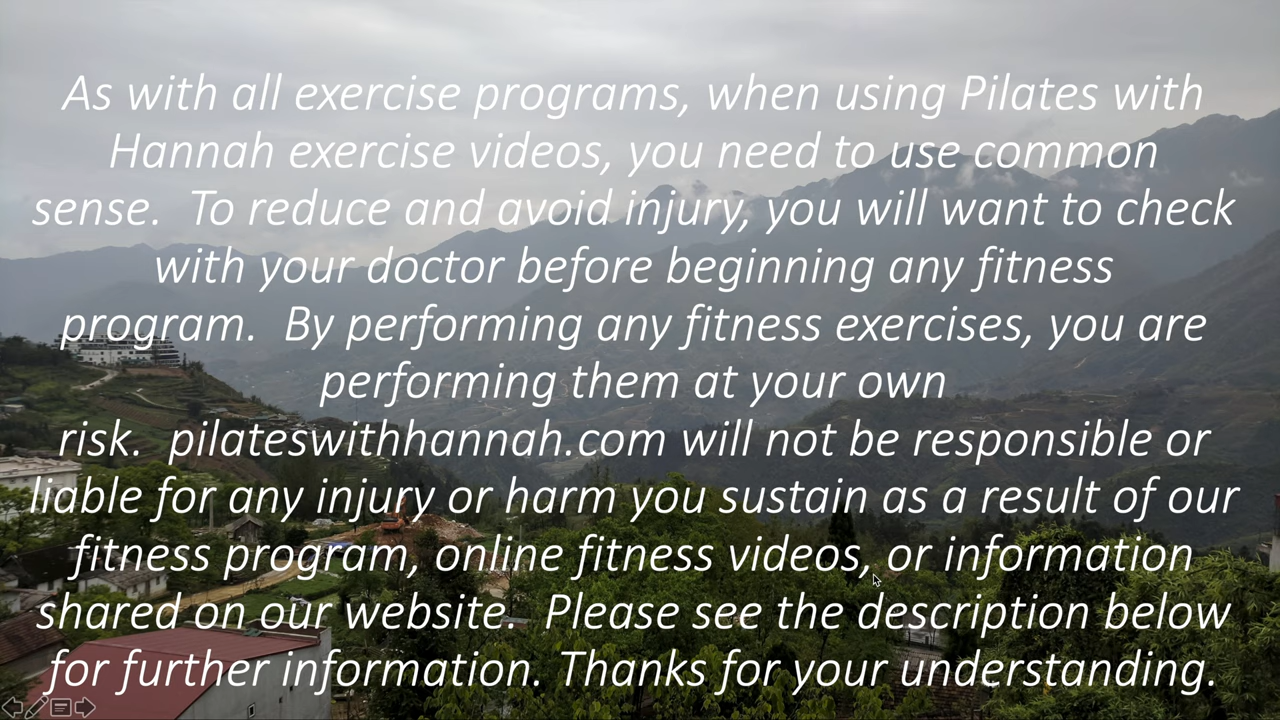 As with all exercise programs, when using Pilates with
Hannah exercise videos, you need to use common
sense.  To reduce and avoid injury, you will want to check
with your doctor before beginning any fitness
program.  By performing any fitness exercises, you are
performing them at your own
risk.  pilateswithhannah.com will not be responsible or
liable for any injury or harm you sustain as a result of our
fitness program, online fitness videos, or information
shared on our website.  Please see the description below
for further information. Thanks for your understanding.